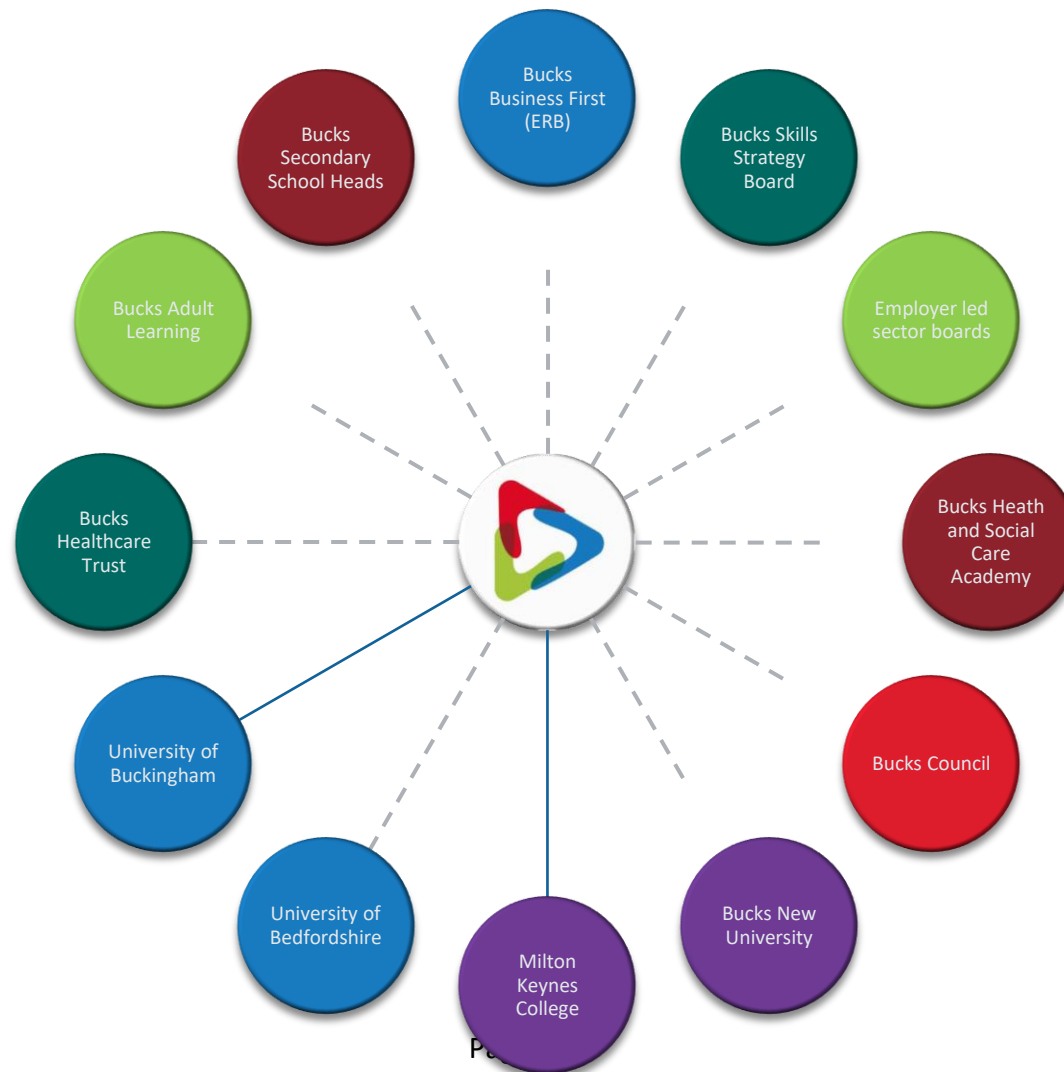 Bucks
Business First
(ERB)
Bucks Skills
Strategy
Board
Employer led
sector boards
Bucks Heath
and Social
Care
Academy
Bucks Council
Bucks New
University
Milton
Keynes
College
University of
Bedfordshire
University of
Buckingham
Bucks
Healthcare
Trust
Bucks Adult
Learning
Bucks
Secondary
School Heads